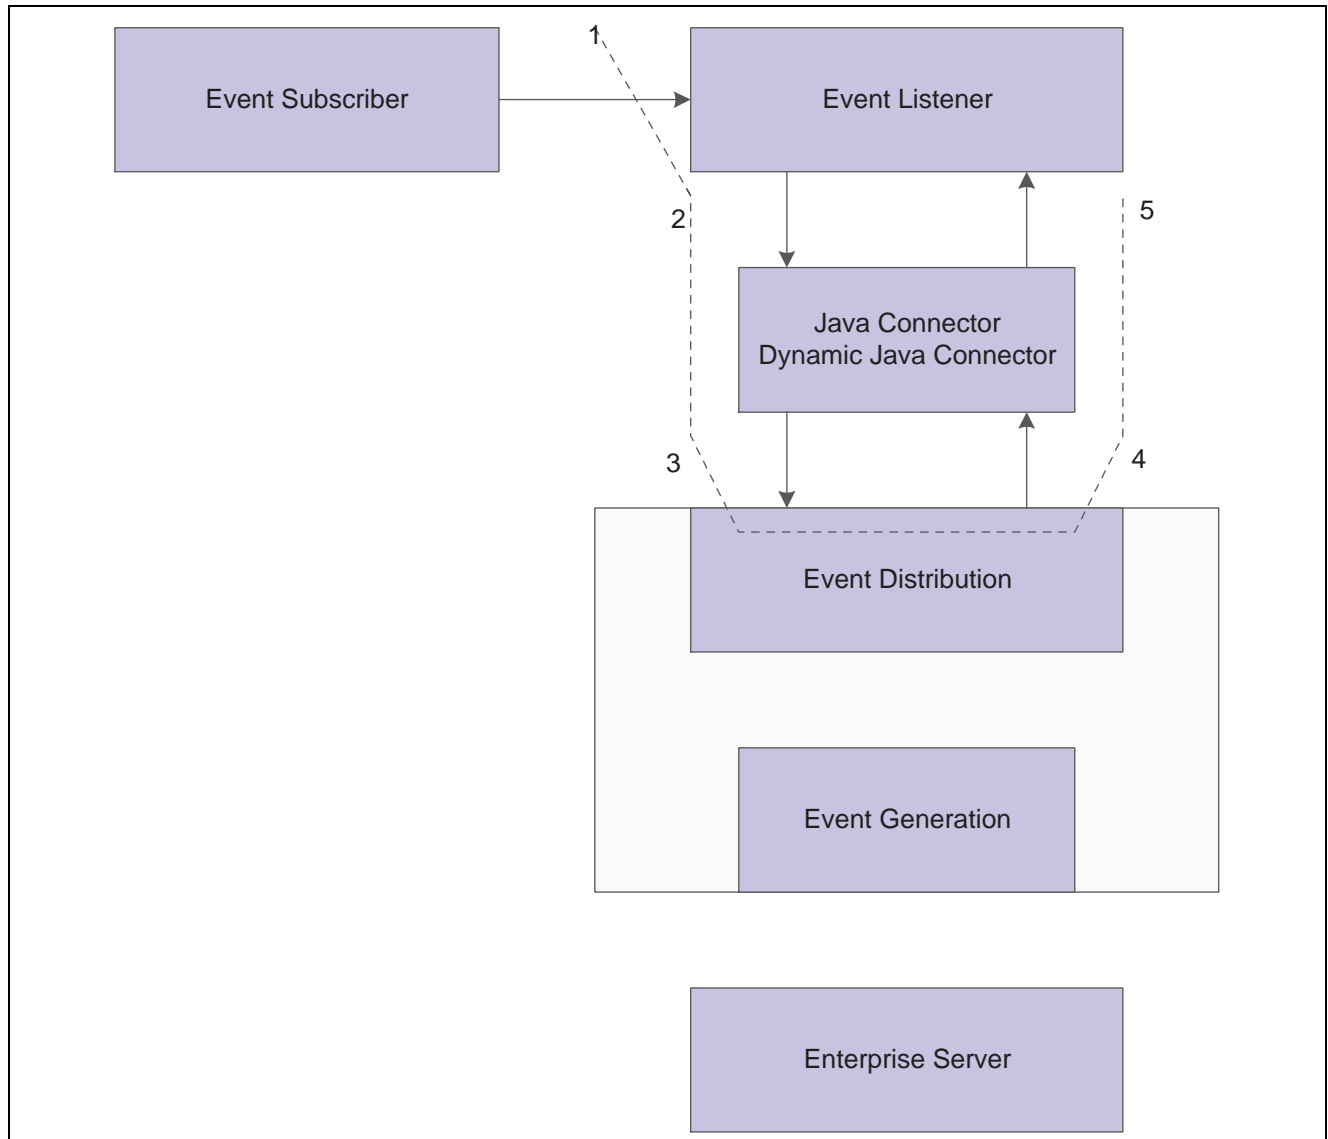 1
Event Subscriber
Event Listener
2
5
Java Connector
Dynamic Java Connector
3
4
Event Distribution
Event Generation
Enterprise Server